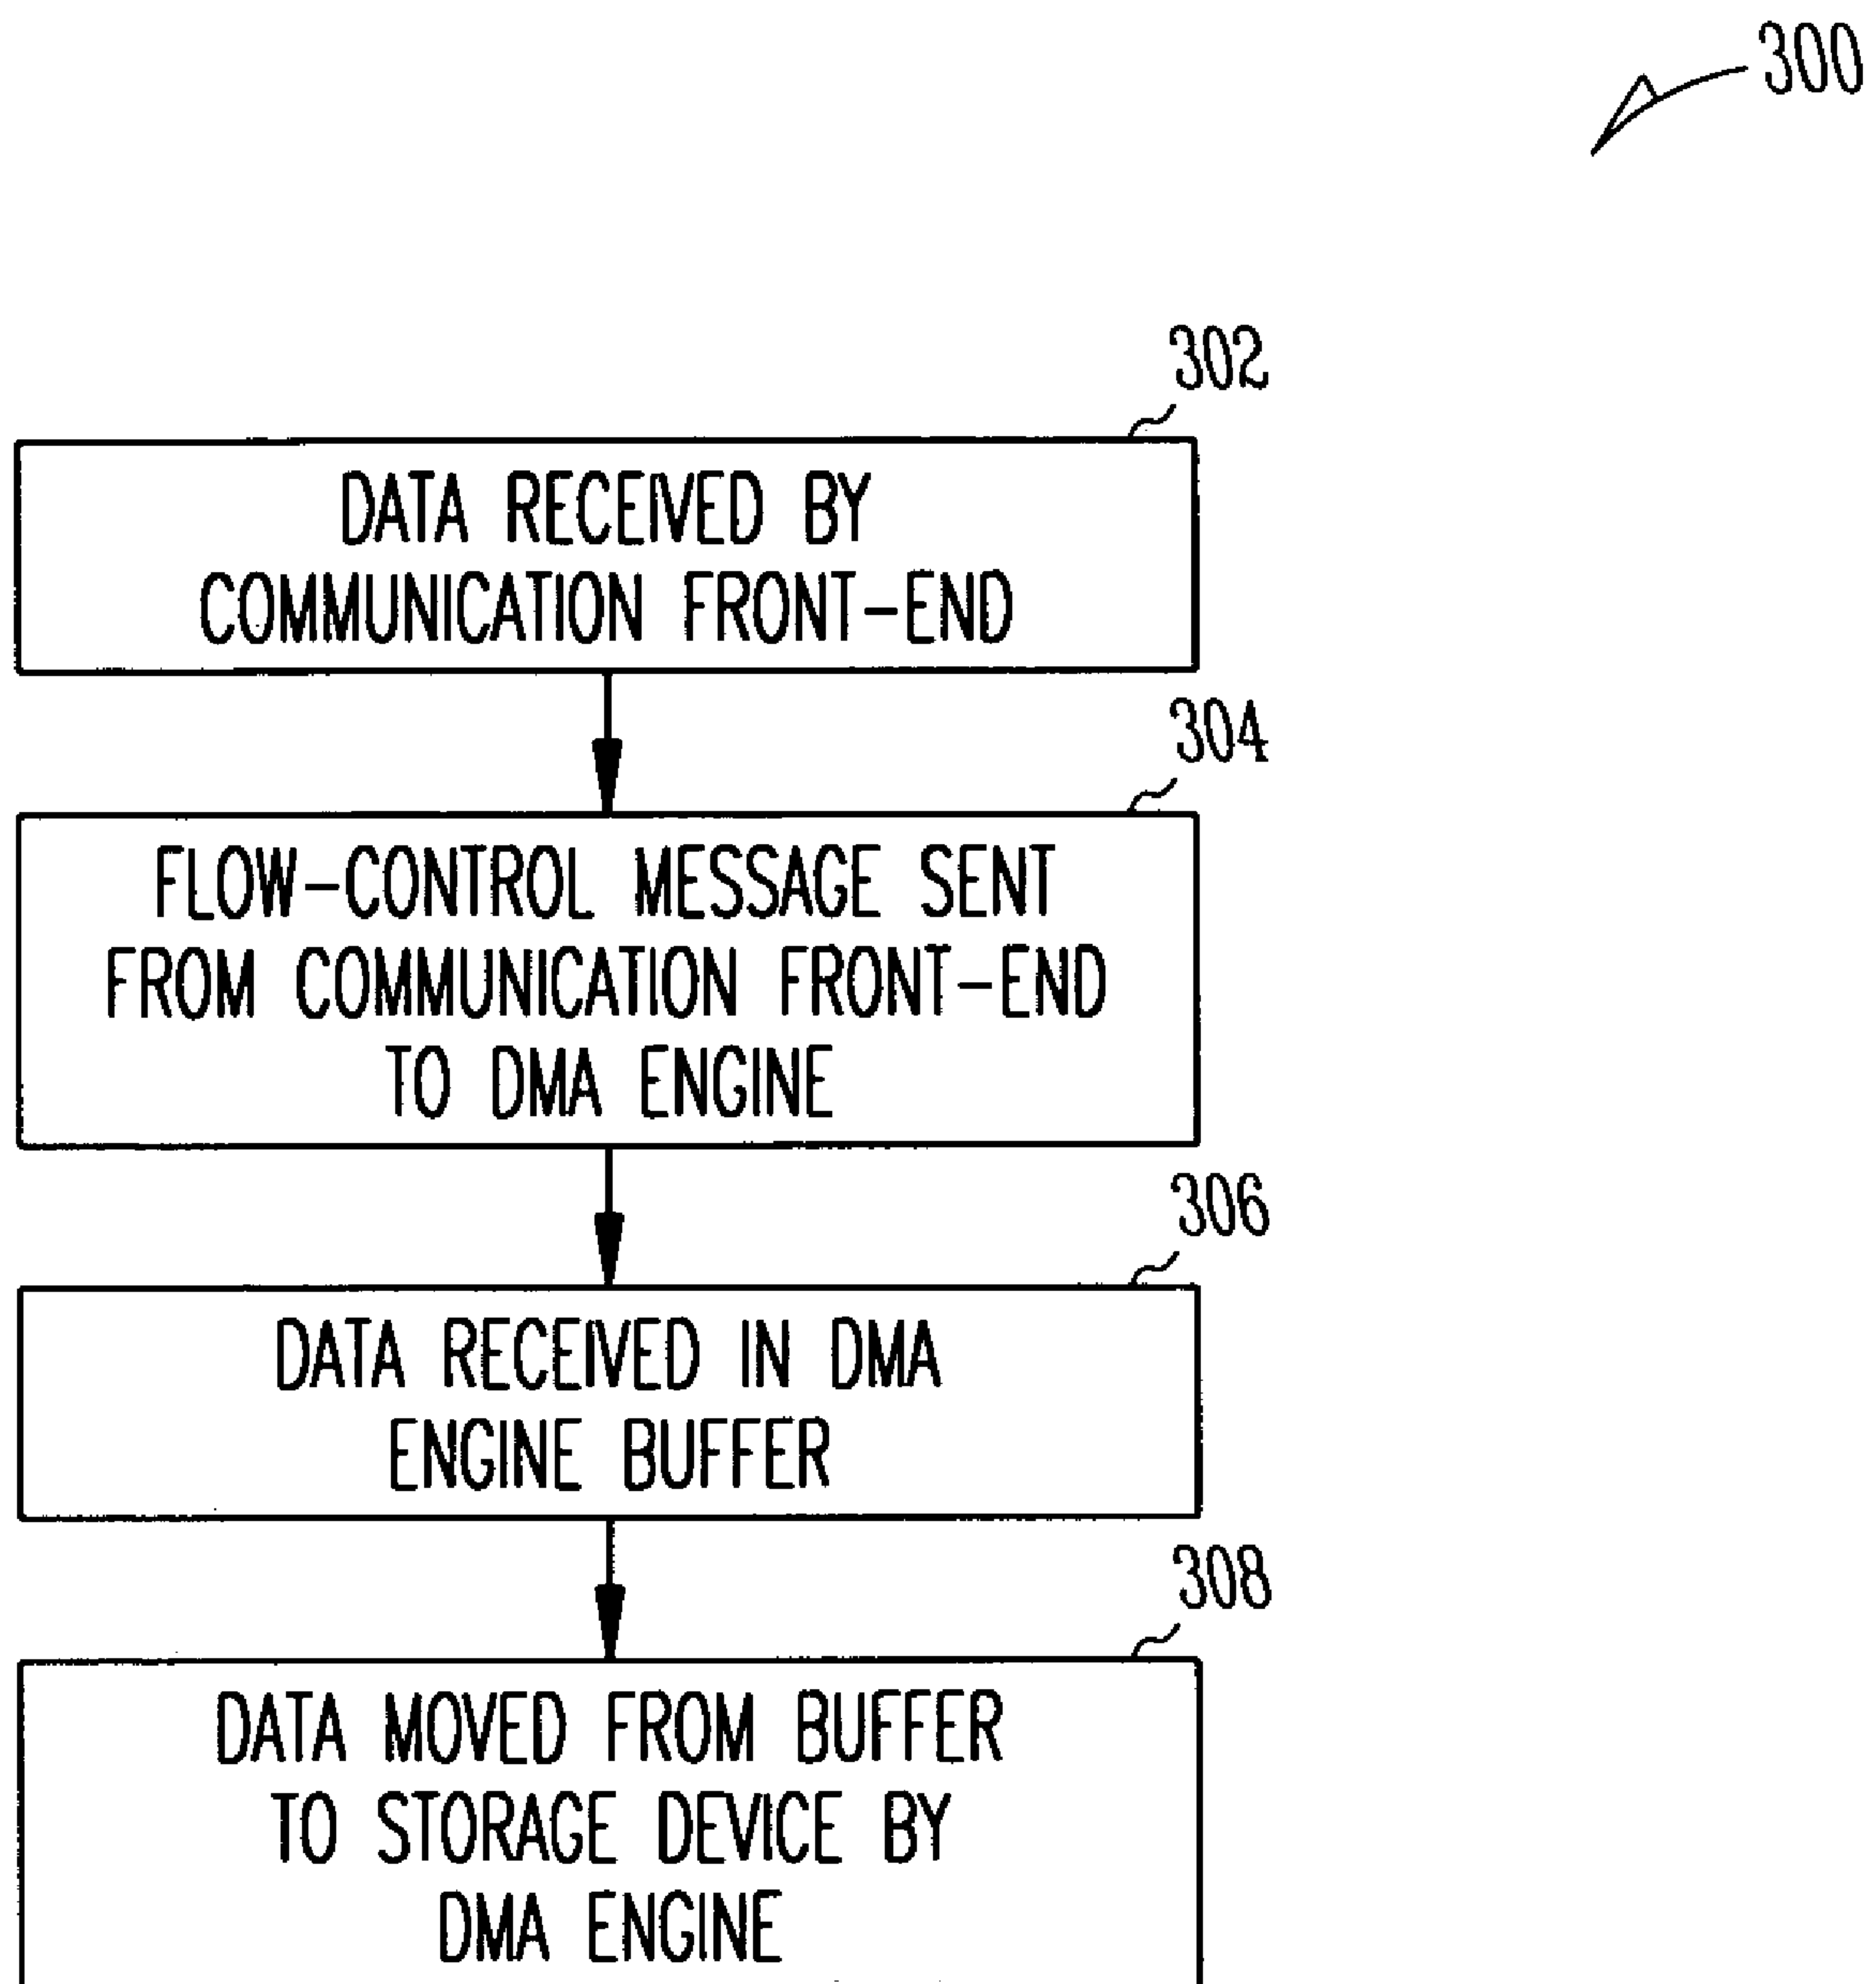 300
302
DATA RECEIVED BY
COMMUNICATION FRONT-END
304
FLOW-CONTROL MESSAGE SENT
FROM COMMUNICATION FRONT-END
TO DMA ENGINE
306
DATA RECEIVED IN DMA
ENGINE BUFFER
308
DATA MOVED FROM BUFFER
TO STORAGE DEVICE BY
DMA ENGINE